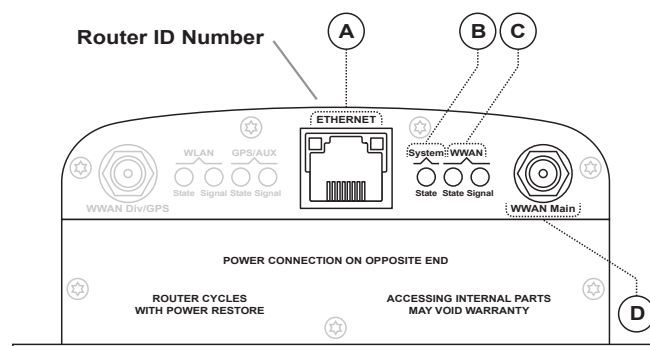 Router ID Number
A
B
C
ETHERNET
WLAN GPS/AUX
System WWAN
State Signal State Signal
State State Signal
WWAN Div/GPS
WWAN Main
POWER CONNECTION ON OPPOSITE END
ROUTER CYCLES
WITH POWER RESTORE
ACCESSING INTERNAL PARTS
MAY VOID WARRANTY
D